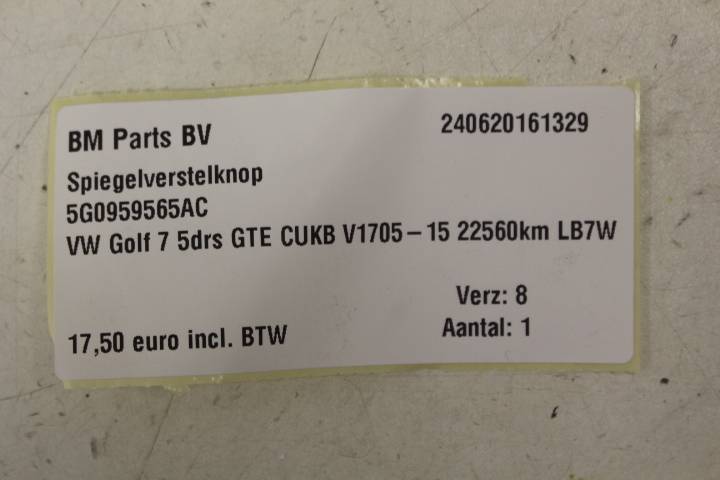 BM Parts BV 240620161329
Spiegelverstelknop
5G0959565AC
VW Golf 7 5drs GTE CUKB V1705-15 22560km LB7W
Verz: 8
17,50 euro incl. BTW Aantal: 1